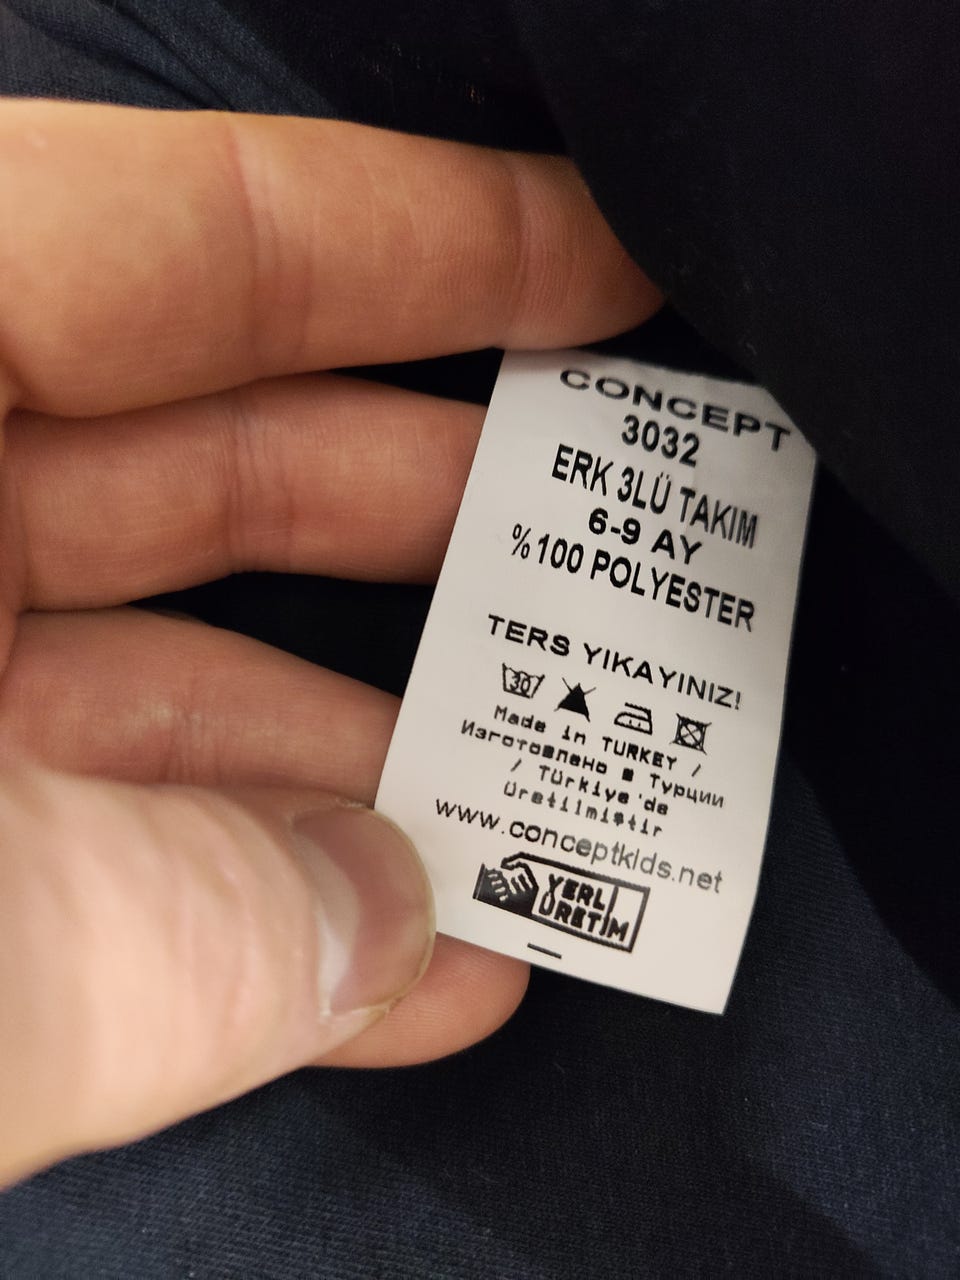 CONCEPT
3032
ERK 3LÜ TAKIM
6-9 AY
%100 POLYESTER
TERS YIKAYINIZ!
30
Made in TURKEY /
Изготовлено в Турции
/ Türkiye'de
Üretilmiştir
www.conceptkids.net
YERLİ
ÜRETİM